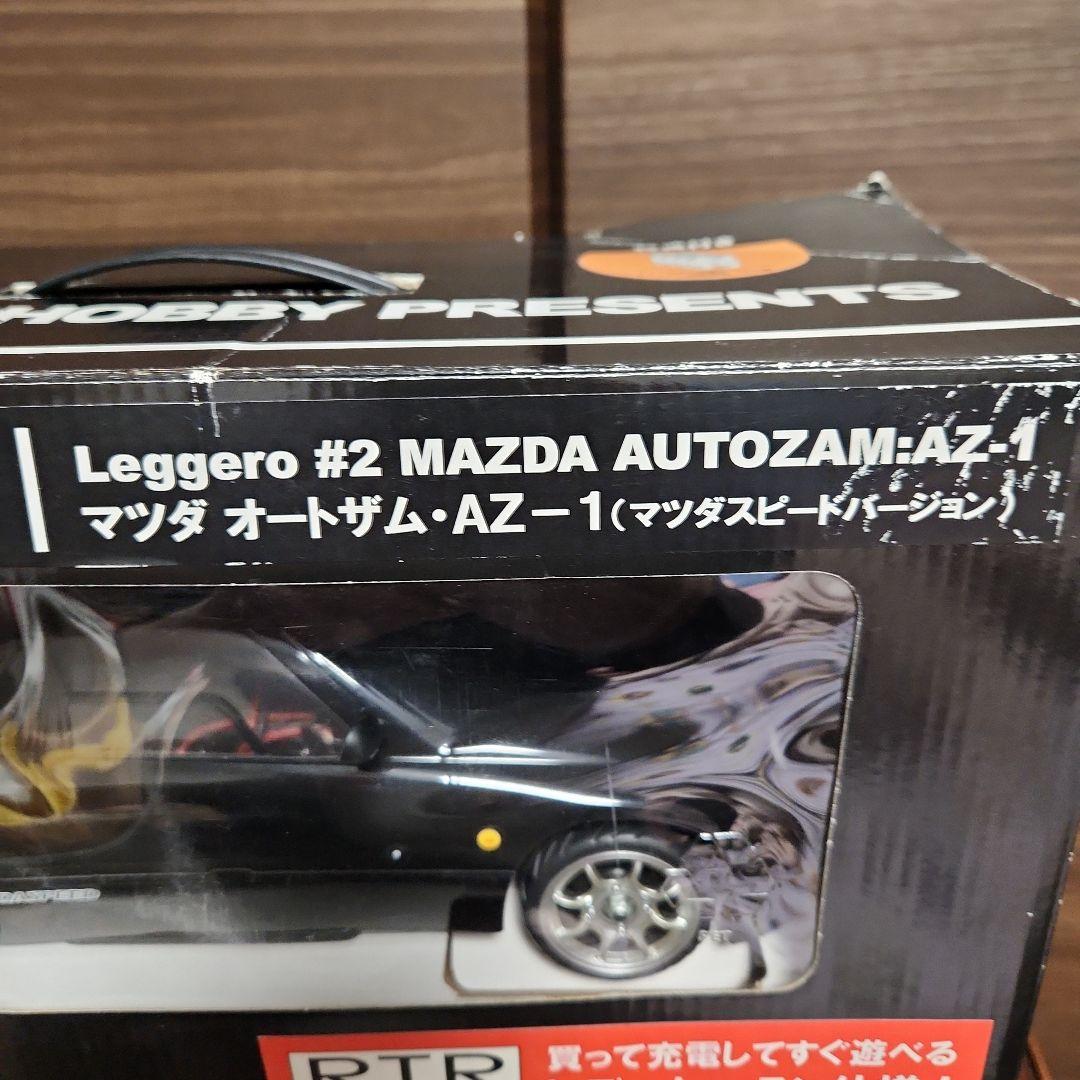 HOBBY PRESENTS
Leggero #2 MAZDA AUTOZAM:AZ-1
マツダ オートザム・AZ－1(マツダスピードバージョン)
DASPEED
RTR
買って充電してすぐ遊べる